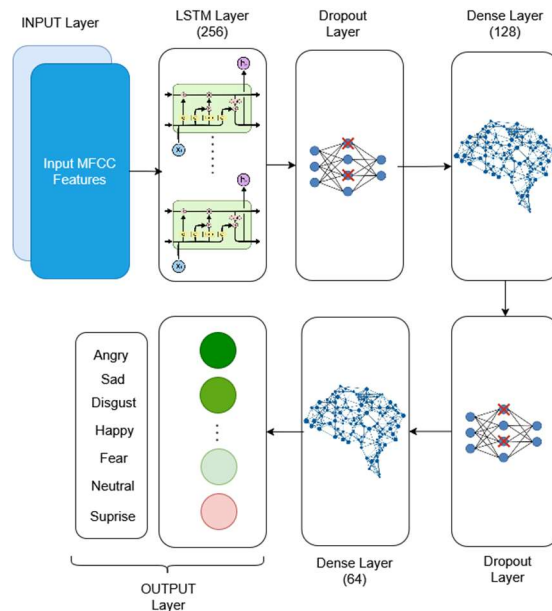 INPUT Layer
LSTM Layer
(256)
Dropout
Layer
Dense Layer
(128)
Input MFCC
Features
Angry
Sad
Disgust
Happy
Fear
Neutral
Suprise
OUTPUT
Layer
Dense Layer
(64)
Dropout
Layer